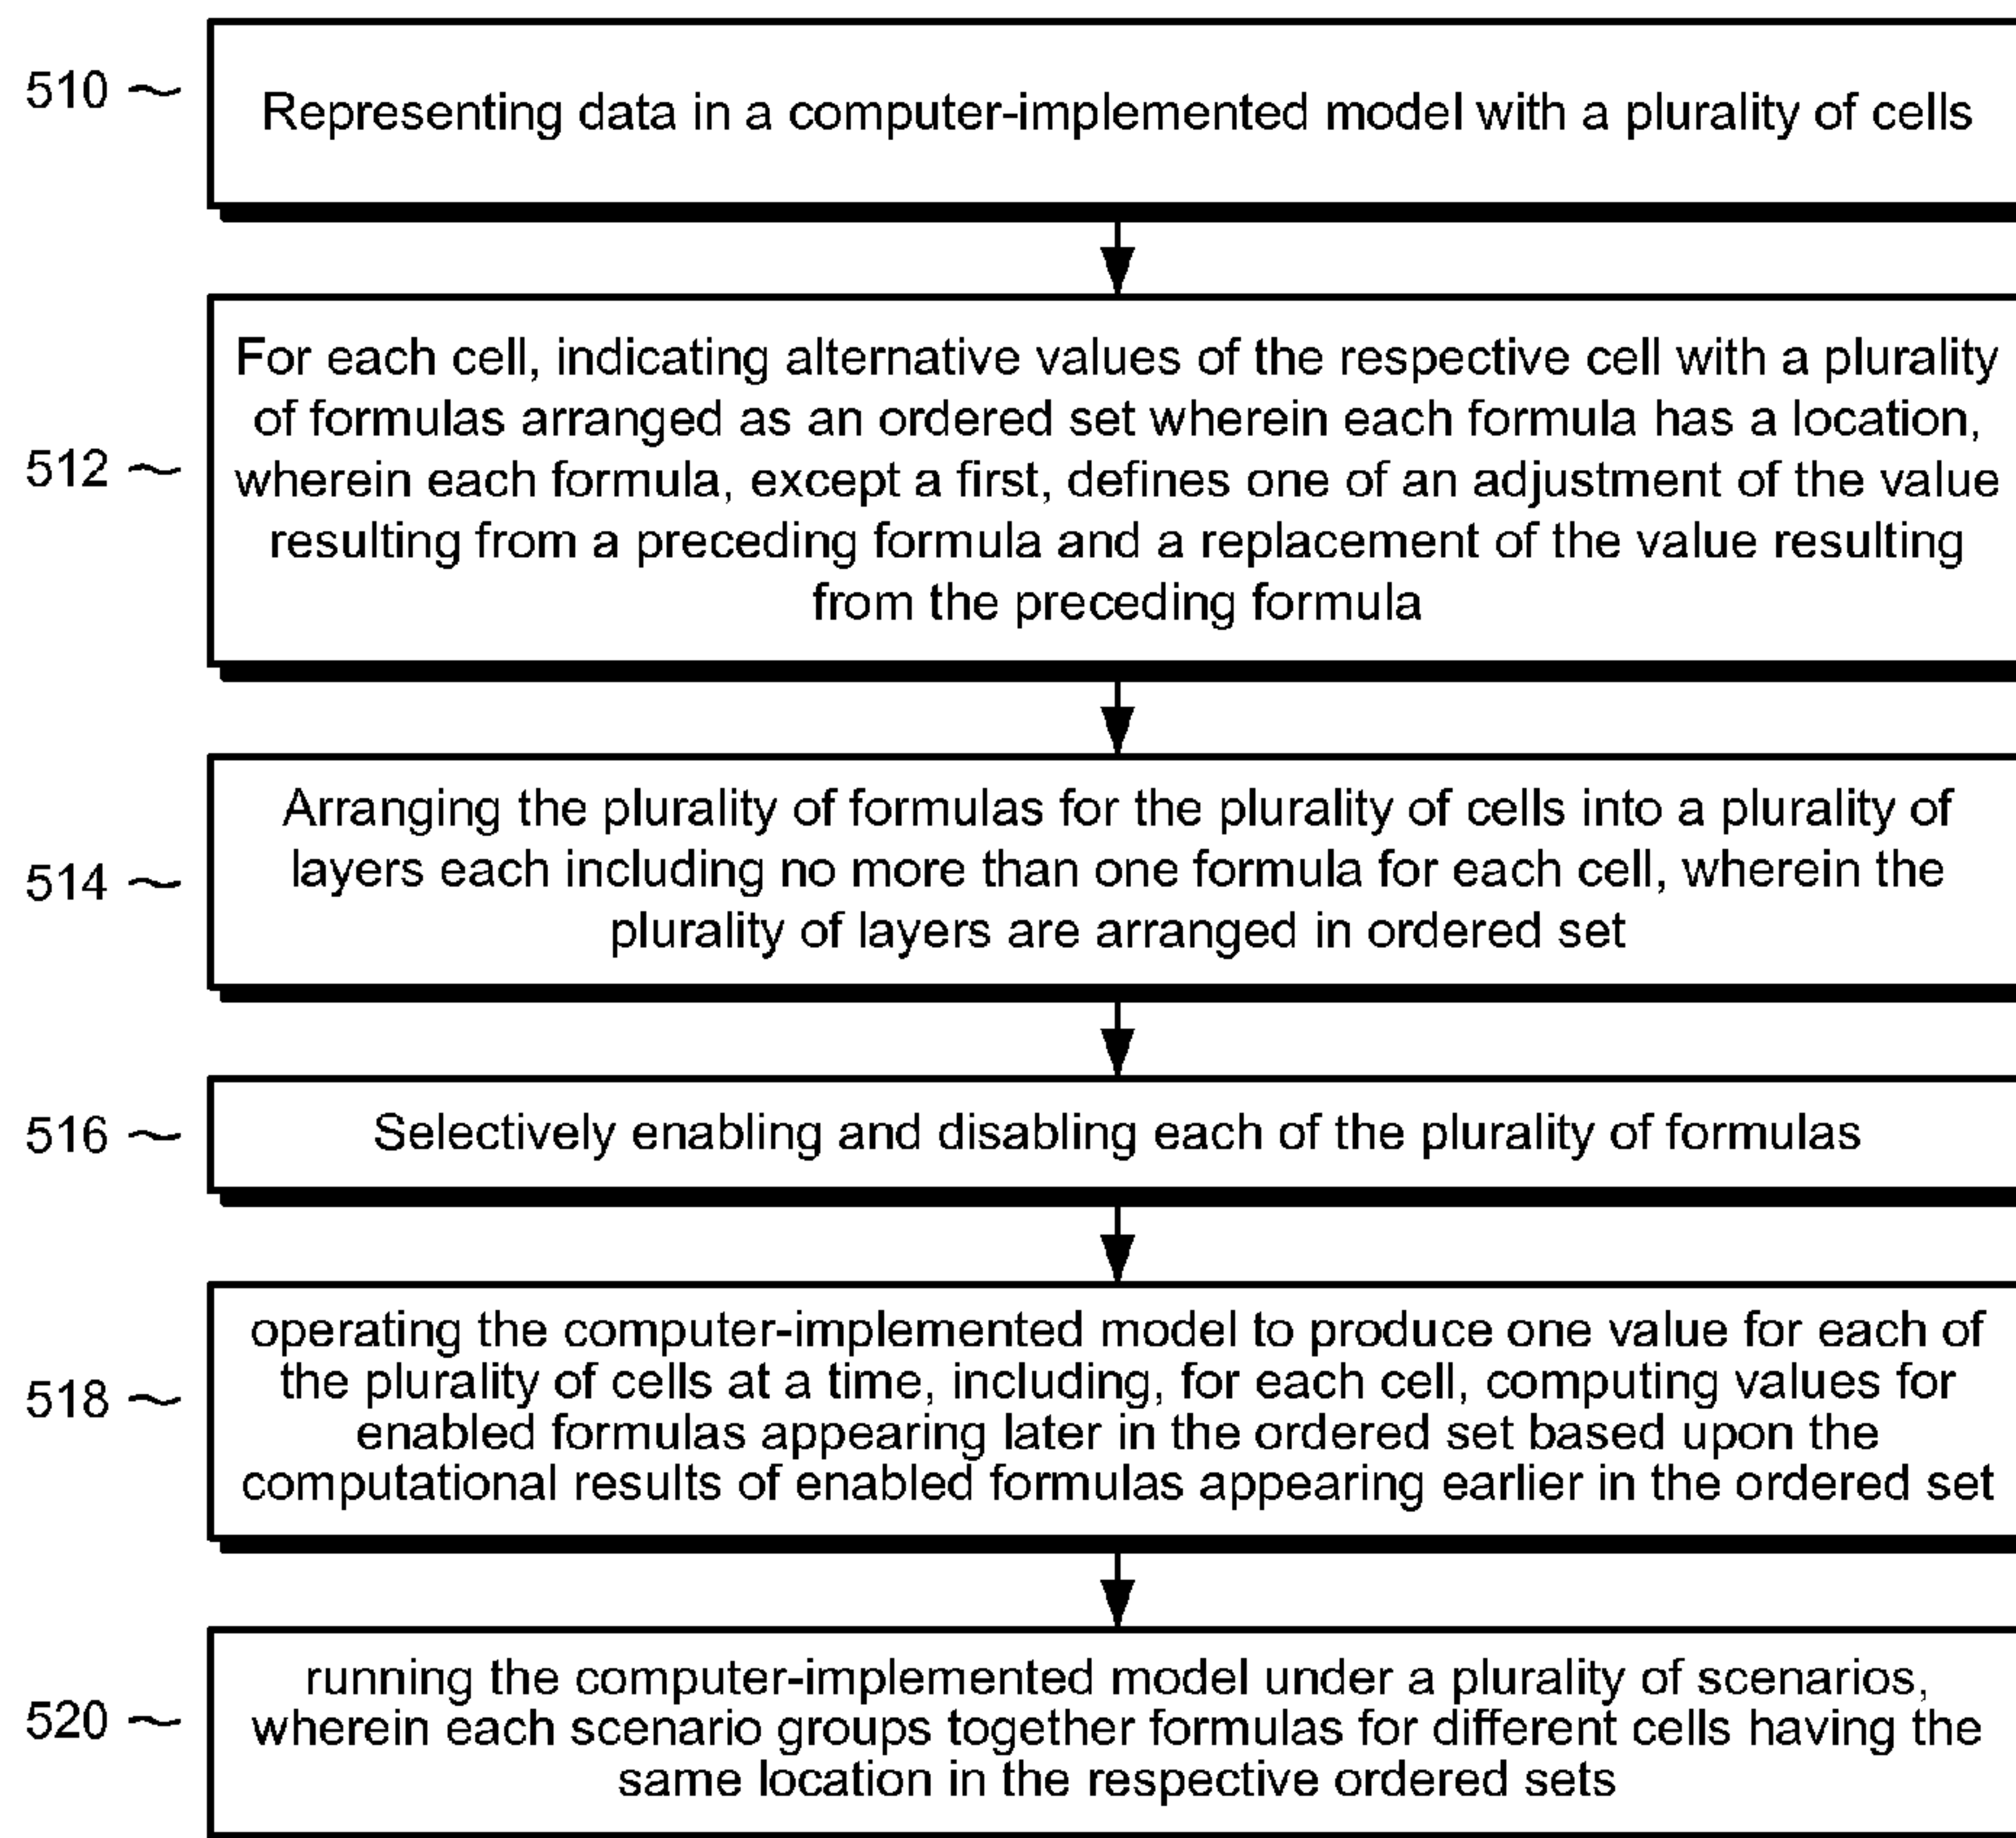 510 ~ Representing data in a computer-implemented model with a plurality of cells
For each cell, indicating alternative values of the respective cell with a plurality
of formulas arranged as an ordered set wherein each formula has a location,
512 ~ wherein each formula, except a first, defines one of an adjustment of the value
resulting from a preceding formula and a replacement of the value resulting
from the preceding formula
Arranging the plurality of formulas for the plurality of cells into a plurality of
514 ~ layers each including no more than one formula for each cell, wherein the
plurality of layers are arranged in ordered set
516 ~ Selectively enabling and disabling each of the plurality of formulas
operating the computer-implemented model to produce one value for each of
the plurality of cells at a time, including, for each cell, computing values for
518 ~ enabled formulas appearing later in the ordered set based upon the
computational results of enabled formulas appearing earlier in the ordered set
running the computer-implemented model under a plurality of scenarios,
520 ~ wherein each scenario groups together formulas for different cells having the
same location in the respective ordered sets